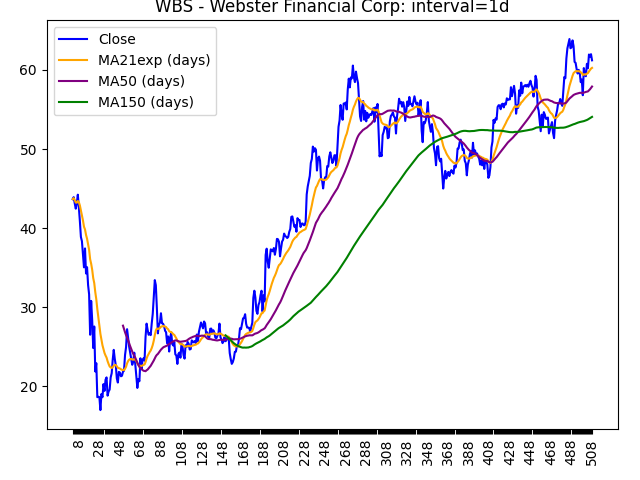 WBS - Webster Financial Corp: interval=1d
Close
MA21exp (days)
MA50 (days)
MA150 (days)
60
50
40
30
20
8 28 48 68 88 108 128 148 168 188 208 228 248 268 288 308 328 348 368 388 408 428 448 468 488 508